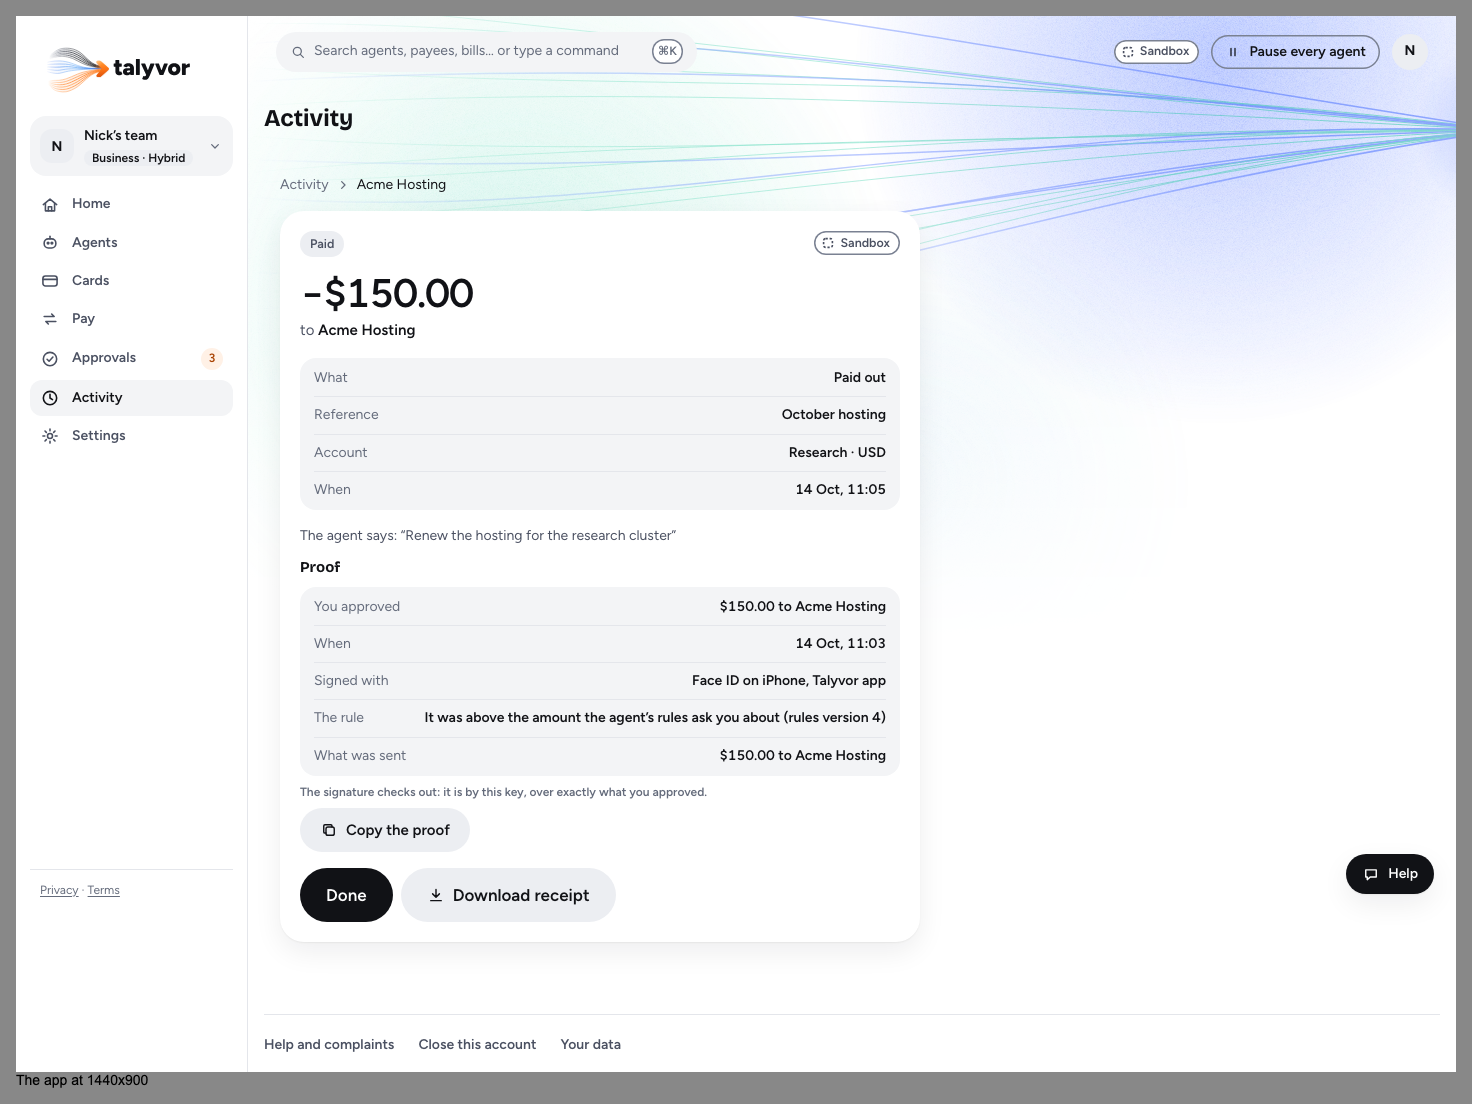 talyvor
Search agents, payees, bills... or type a command
⌘K
Sandbox
Pause every agent
N
N
Nick's team
Business · Hybrid
Home
Agents
Cards
Pay
Approvals
3
Activity
Settings
Privacy · Terms
Activity
Activity > Acme Hosting
Paid
Sandbox
−$150.00
to Acme Hosting
What Paid out
Reference October hosting
Account Research · USD
When 14 Oct, 11:05
The agent says: “Renew the hosting for the research cluster”
Proof
You approved $150.00 to Acme Hosting
When 14 Oct, 11:03
Signed with Face ID on iPhone, Talyvor app
The rule It was above the amount the agent's rules ask you about (rules version 4)
What was sent $150.00 to Acme Hosting
The signature checks out: it is by this key, over exactly what you approved.
Copy the proof
Done
Download receipt
Help
Help and complaints Close this account Your data
The app at 1440x900